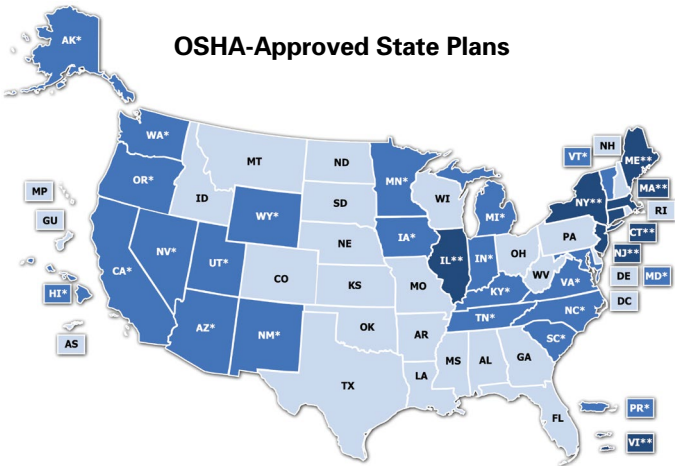 OSHA-Approved State Plans
AK*
WA*
MT
ND
MN*
VT*
NH
ME**
OR*
ID
SD
WI
NY**
MA**
MP
WY*
MI*
RI
GU
NV*
NE
IA*
PA
CT**
UT*
IL**
IN*
OH
NJ**
CA*
CO
KS
MO
WV
VA*
DE
MD*
HI*
KY*
DC
AZ*
NM*
OK
AR
TN*
NC*
AS
SC*
MS
AL
GA
TX
LA
FL
PR*
VI**